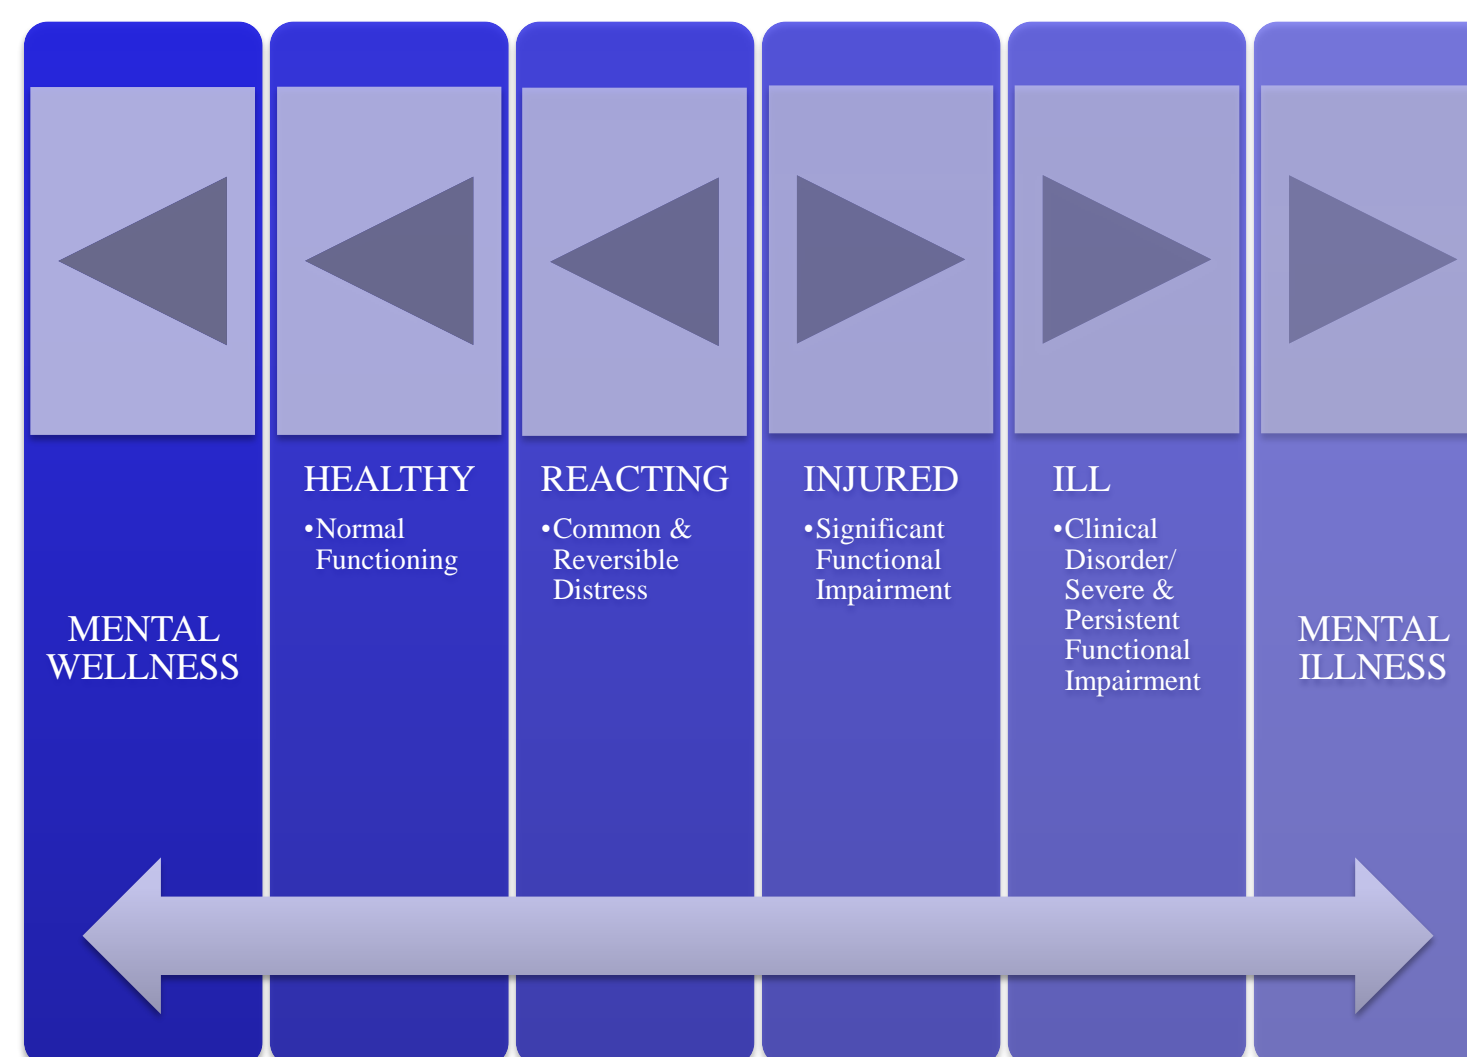 MENTAL
WELLNESS
HEALTHY
•Normal
Functioning
REACTING
•Common &
Reversible
Distress
INJURED
•Significant
Functional
Impairment
ILL
•Clinical
Disorder/
Severe &
Persistent
Functional
Impairment
MENTAL
ILLNESS